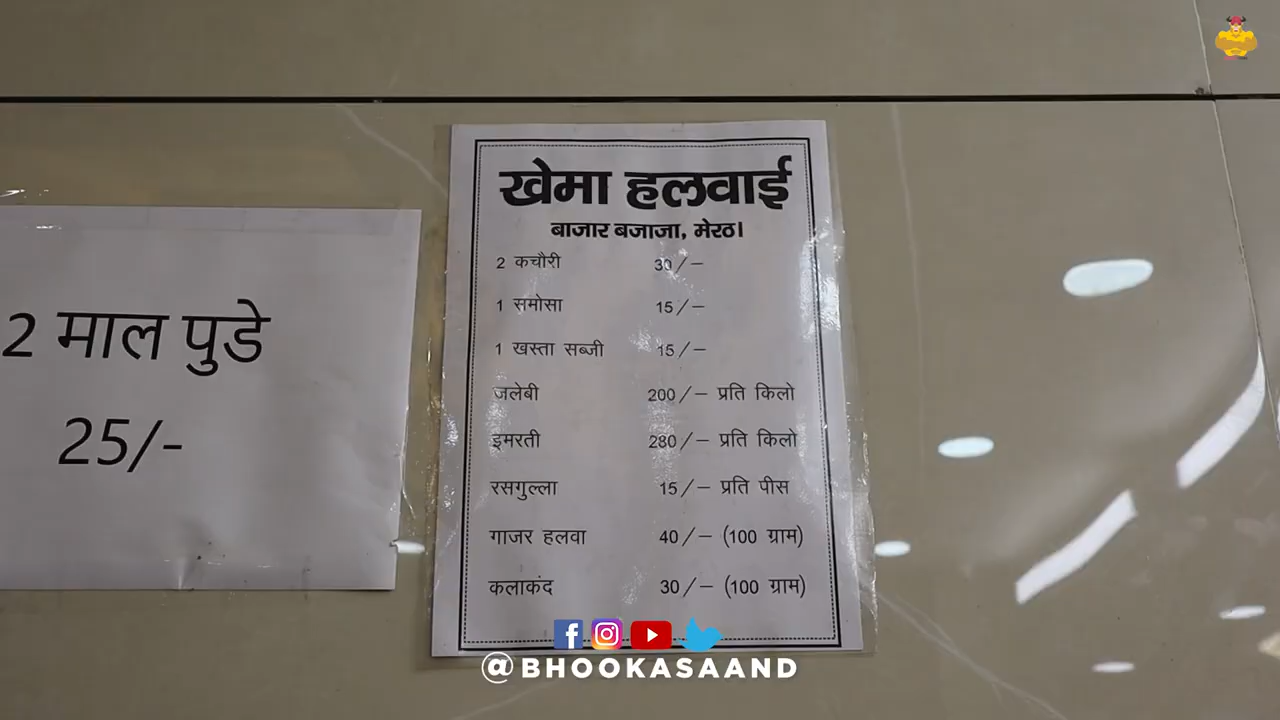 2 माल पुडे
25/-
खेमा हलवाई
बाजार बजाजा, मेरठ।
2 कचौरी 30/-
1 समोसा 15/-
1 खस्ता सब्जी 15/-
जलेबी 200/- प्रति किलो
इमरती 280/- प्रति किलो
रसगुल्ला 15/- प्रति पीस
गाजर हलवा 40/- (100 ग्राम)
कलाकंद 30/- (100 ग्राम)
@BHOOKASAAND